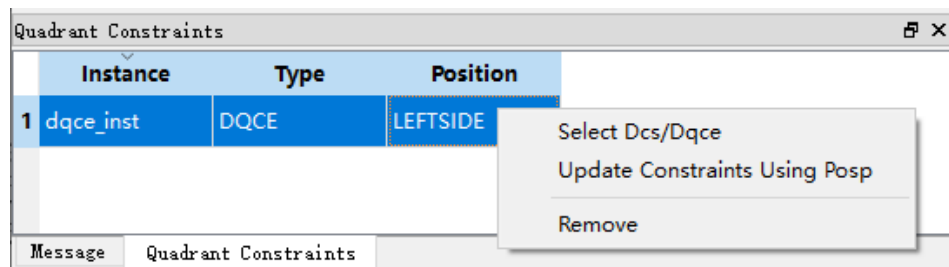 Quadrant Constraints
Instance Type Position
1 dqce_inst DQCE LEFTSIDE
Select Dcs/Dqce
Update Constraints Using Posp
Remove
Message Quadrant Constraints